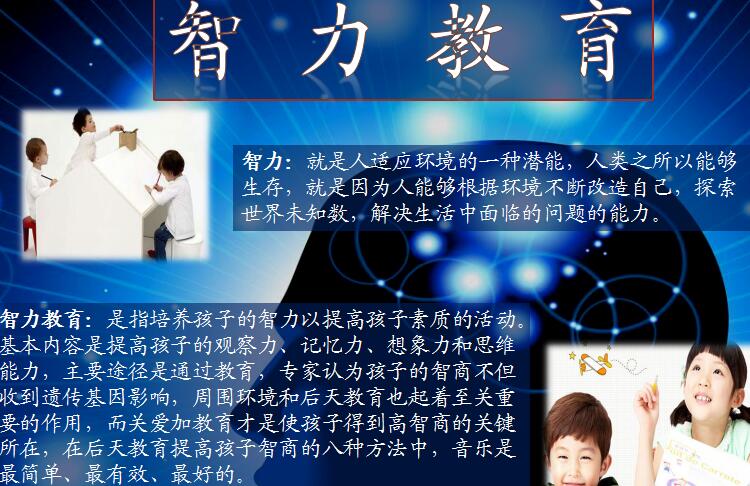 智力教育
智力：就是人适应环境的一种潜能，人类之所以能够
生存，就是因为人能够根据环境不断改造自己，探索
世界未知数，解决生活中面临的问题的能力。
智力教育：是指培养孩子的智力以提高孩子素质的活动。
基本内容是提高孩子的观察力、记忆力、想象力和思维
能力，主要途径是通过教育，专家认为孩子的智商不但
收到遗传基因影响，周围环境和后天教育也起着至关重
要的作用，而关爱加教育才是使孩子得到高智商的关键
所在，在后天教育提高孩子智商的八种方法中，音乐是
最简单、最有效、最好的。